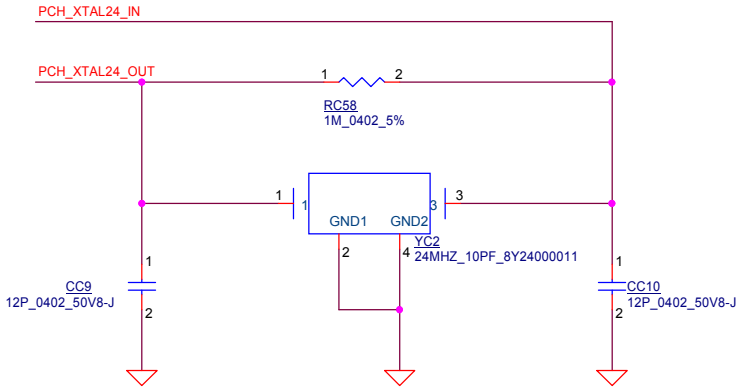 PCH_XTAL24_IN
PCH_XTAL24_OUT
1 2
RC58
1M_0402_5%
1 1 3 3
GND1 GND2
YC2
2 4 24MHZ_10PF_8Y24000011
1 1
CC9 CC10
12P_0402_50V8-J 12P_0402_50V8-J
2 2